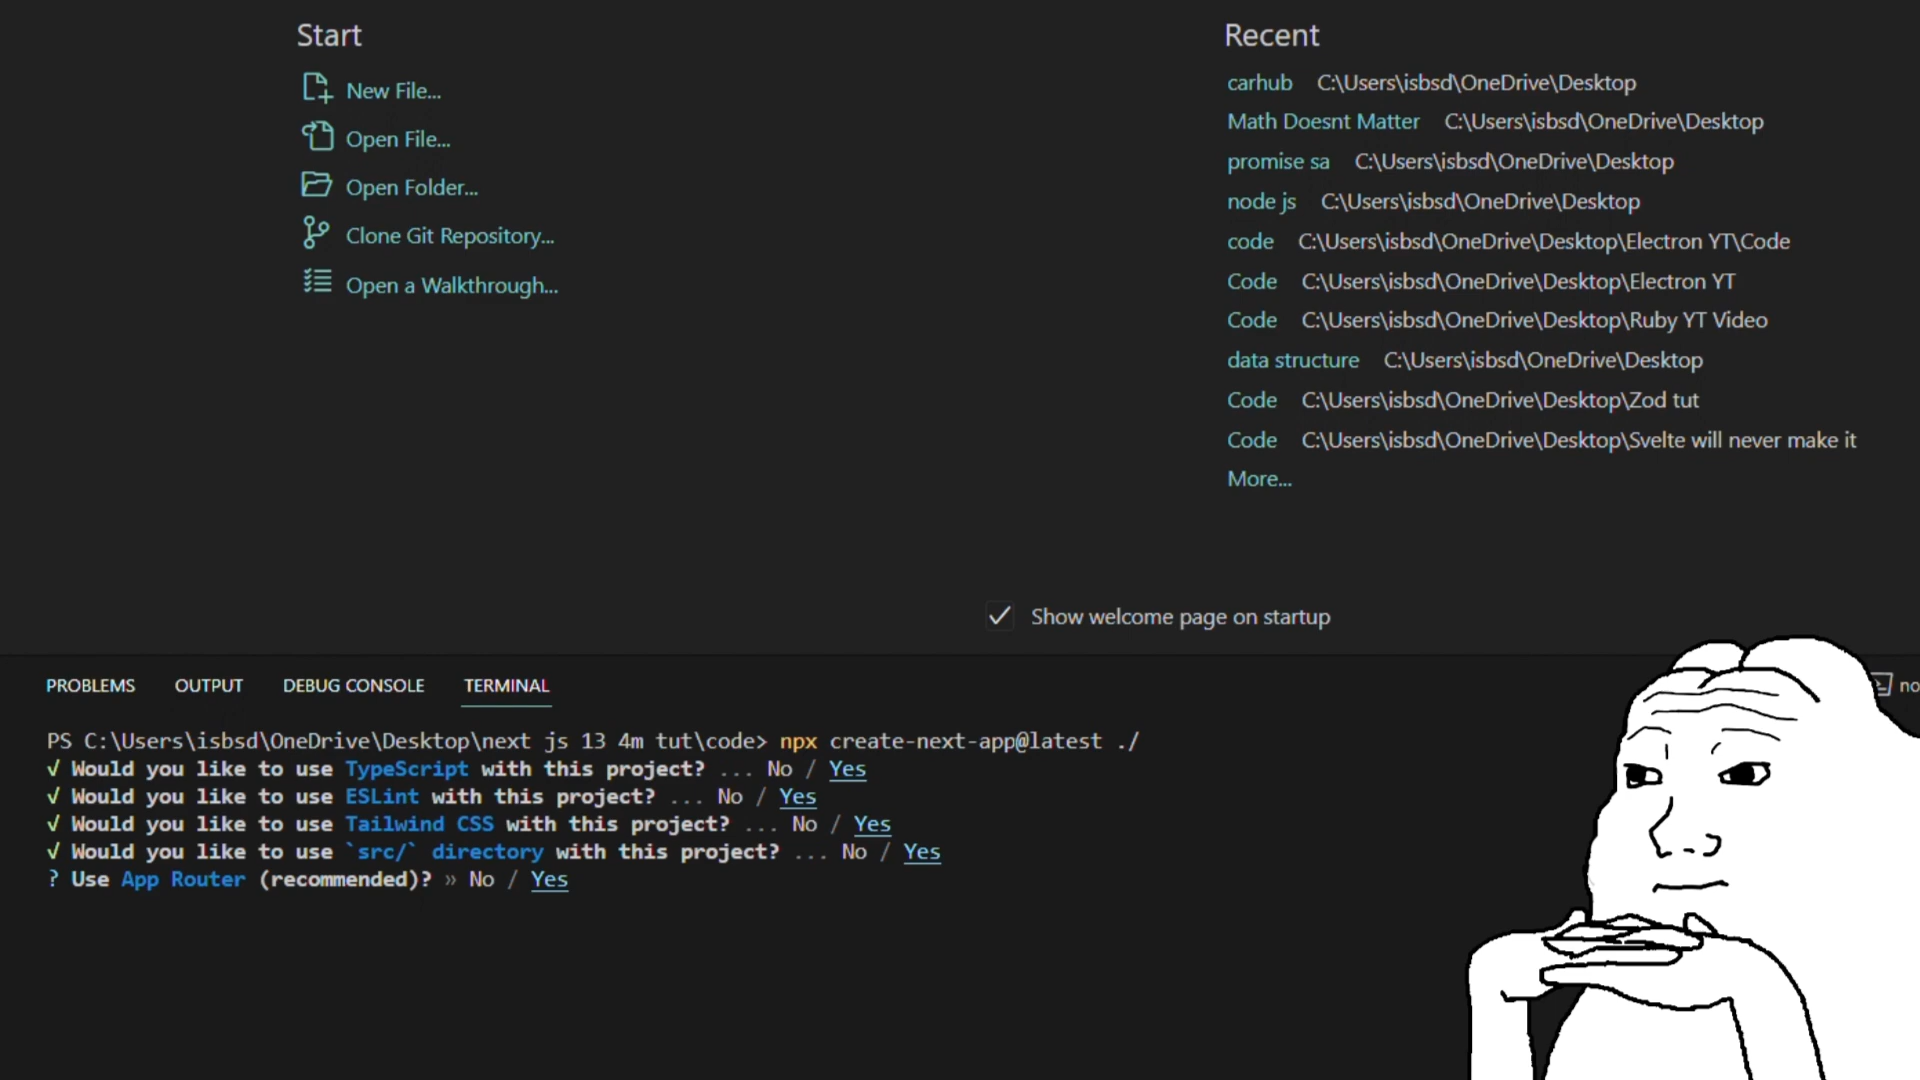 Start
New File...
Open File...
Open Folder...
Clone Git Repository...
Open a Walkthrough...
Recent
carhub C:\Users\isbsd\OneDrive\Desktop
Math Doesnt Matter C:\Users\isbsd\OneDrive\Desktop
promise sa C:\Users\isbsd\OneDrive\Desktop
node js C:\Users\isbsd\OneDrive\Desktop
code C:\Users\isbsd\OneDrive\Desktop\Electron YT\Code
Code C:\Users\isbsd\OneDrive\Desktop\Electron YT
Code C:\Users\isbsd\OneDrive\Desktop\Ruby YT Video
data structure C:\Users\isbsd\OneDrive\Desktop
Code C:\Users\isbsd\OneDrive\Desktop\Zod tut
Code C:\Users\isbsd\OneDrive\Desktop\Svelte will never make it
More...
Show welcome page on startup
PROBLEMS OUTPUT DEBUG CONSOLE TERMINAL
no
PS C:\Users\isbsd\OneDrive\Desktop\next js 13 4m tut\code> npx create-next-app@latest ./
√ Would you like to use TypeScript with this project? ... No / Yes
√ Would you like to use ESLint with this project? ... No / Yes
√ Would you like to use Tailwind CSS with this project? ... No / Yes
√ Would you like to use `src/` directory with this project? ... No / Yes
? Use App Router (recommended)? » No / Yes